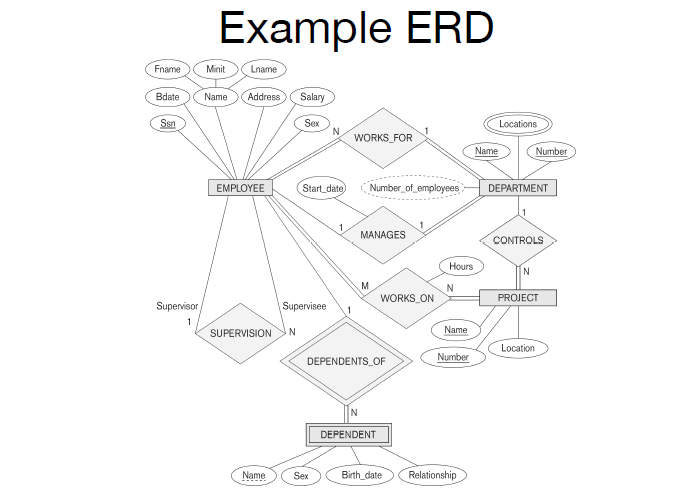 Example ERD
Fname Minit Lname
Bdate Name Address Salary
Ssn Sex
N WORKS_FOR 1
Locations
Name Number
EMPLOYEE Start_date Number_of_employees DEPARTMENT
1 MANAGES 1
1
CONTROLS
N
Hours
M WORKS_ON N PROJECT
Supervisor Supervisee
1 SUPERVISION N
1
Name
Number Location
DEPENDENTS_OF
N
DEPENDENT
Name Sex Birth_date Relationship